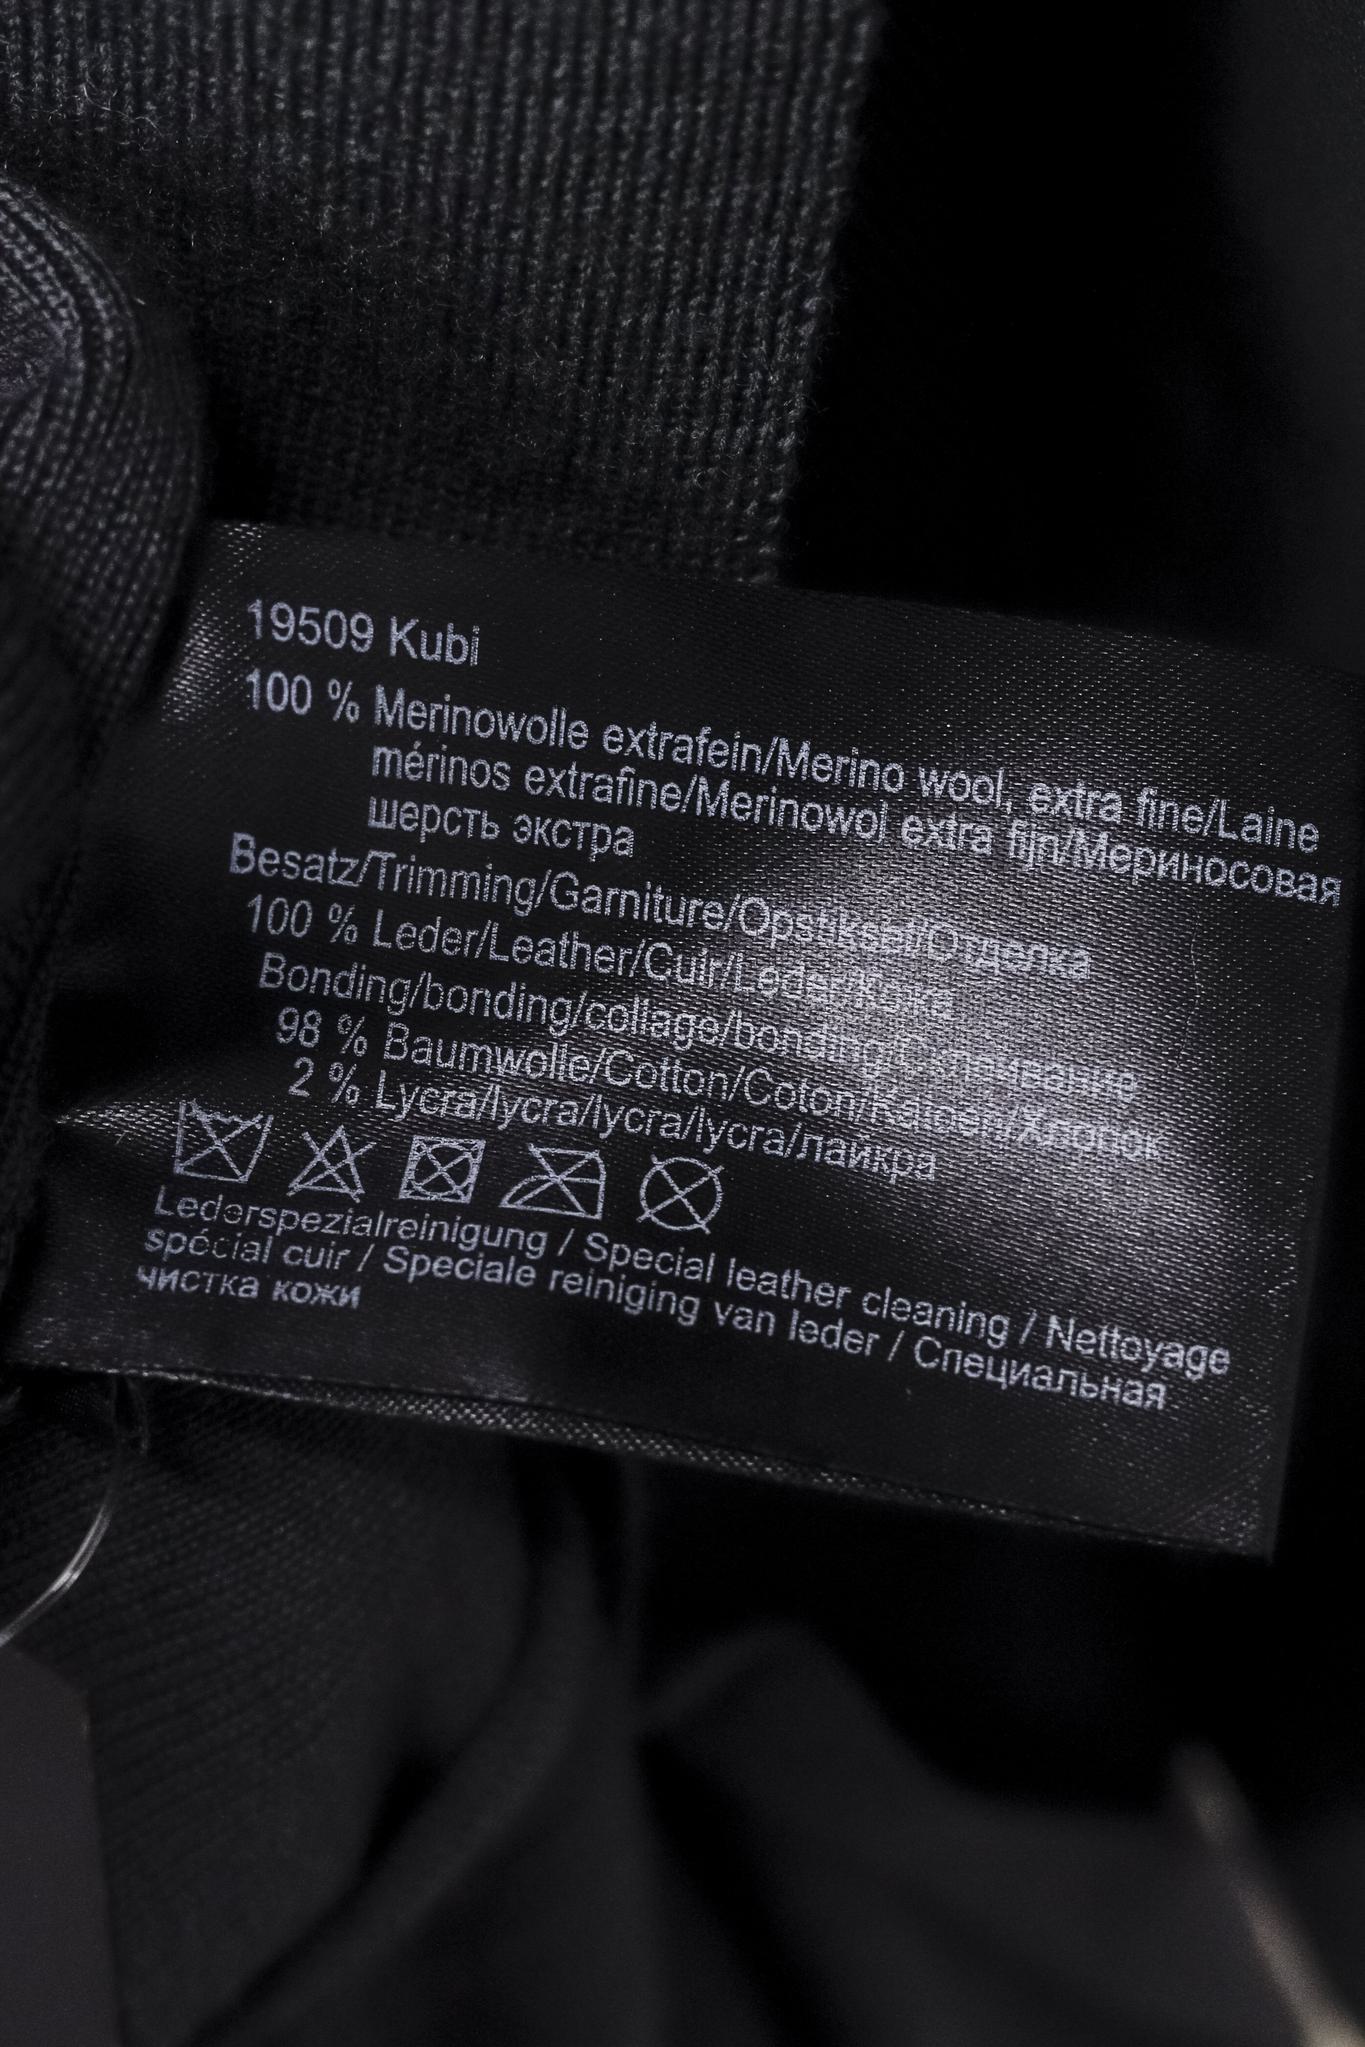 19509 Kubi
100 % Merinowolle extrafein/Merino wool, extra fine/Laine
mérinos extrafine/Merinowol extra fijn/Мериносовая
шерсть экстра
Besatz/Trimming/Garniture/Opstiksel/Отделка
100 % Leder/Leather/Cuir/Leder/Кожа
Bonding/bonding/collage/bonding/Склеивание
98 % Baumwolle/Cotton/Coton/Katoen/Хлопок
2 % Lycra/lycra/lycra/lycra/лайкра
Lederspezialreinigung / Special leather cleaning / Nettoyage
spécial cuir / Speciale reiniging van leder / Специальная
чистка кожи